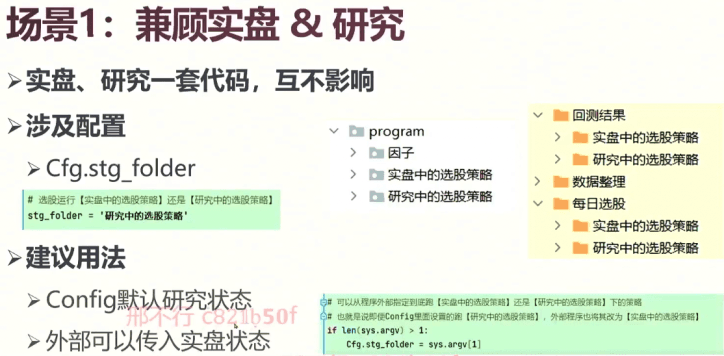 场景1：兼顾实盘 & 研究
➢实盘、研究一套代码，互不影响
➢涉及配置
➢Cfg.stg_folder
# 选股运行【实盘中的选股策略】还是【研究中的选股策略】
stg_folder = '研究中的选股策略'
program
因子
实盘中的选股策略
研究中的选股策略
回测结果
实盘中的选股策略
研究中的选股策略
数据整理
每日选股
实盘中的选股策略
研究中的选股策略
➢建议用法
➢Config默认研究状态
➢外部可以传入实盘状态
邢不行 c821b50f
# 可以从程序外部指定到底跑【实盘中的选股策略】还是【研究中的选股策略】下的策略
# 也就是说即使Config里面设置的跑【研究中的选股策略】，外部程序也将其改为【实盘中的选股策略】
if len(sys.argv) > 1:
Cfg.stg_folder = sys.argv[1]